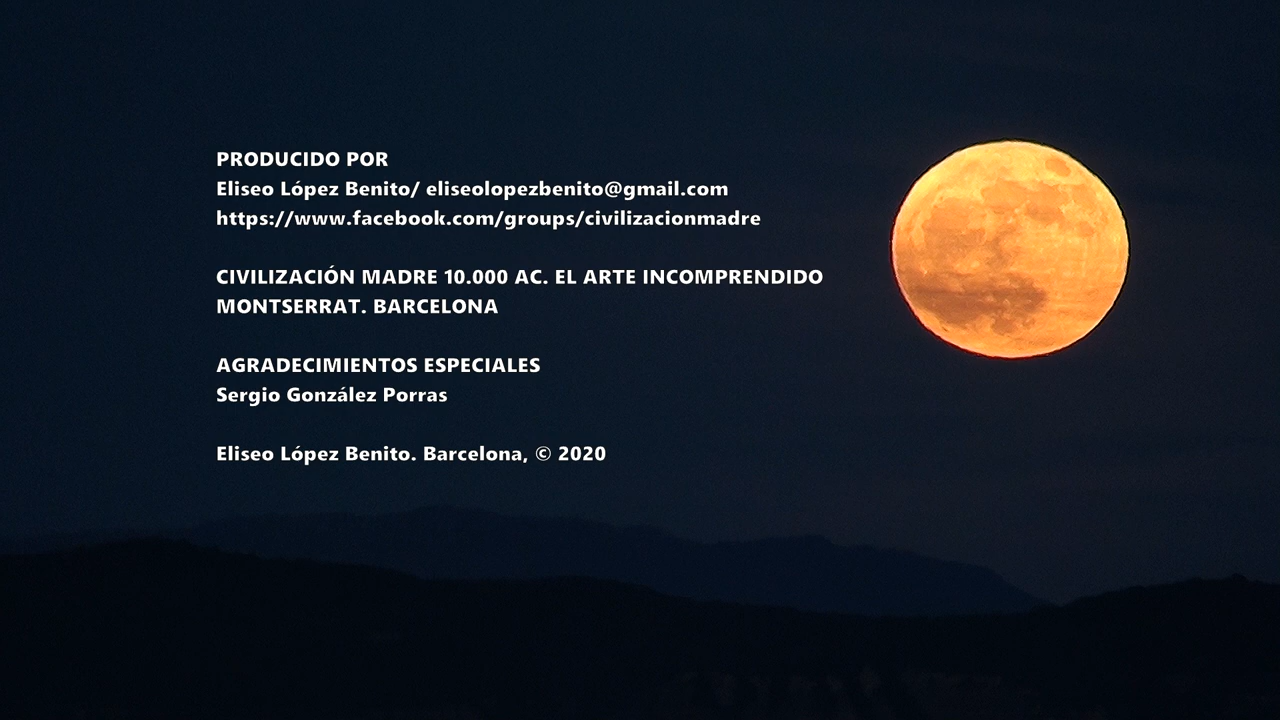 PRODUCIDO POR
Eliseo López Benito/ eliseolopezbenito@gmail.com
https://www.facebook.com/groups/civilizacionmadre
CIVILIZACIÓN MADRE 10.000 AC. EL ARTE INCOMPRENDIDO
MONTSERRAT. BARCELONA
AGRADECIMIENTOS ESPECIALES
Sergio González Porras
Eliseo López Benito. Barcelona, © 2020